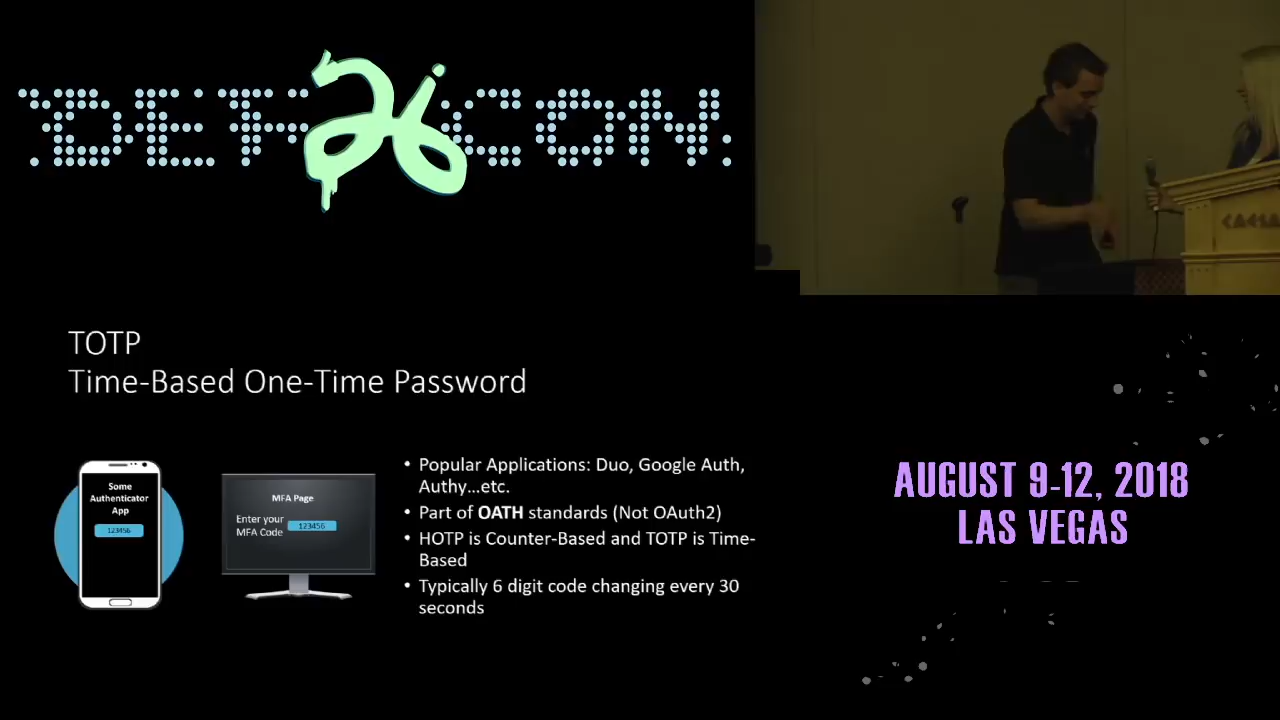 DEF CON
26
CAESA
TOTP
Time-Based One-Time Password
Some
Authenticator
App
123456
MFA Page
Enter your
MFA Code
123456
• Popular Applications: Duo, Google Auth,
Authy...etc.
• Part of OATH standards (Not OAuth2)
• HOTP is Counter-Based and TOTP is Time-
Based
• Typically 6 digit code changing every 30
seconds
AUGUST 9-12, 2018
LAS VEGAS